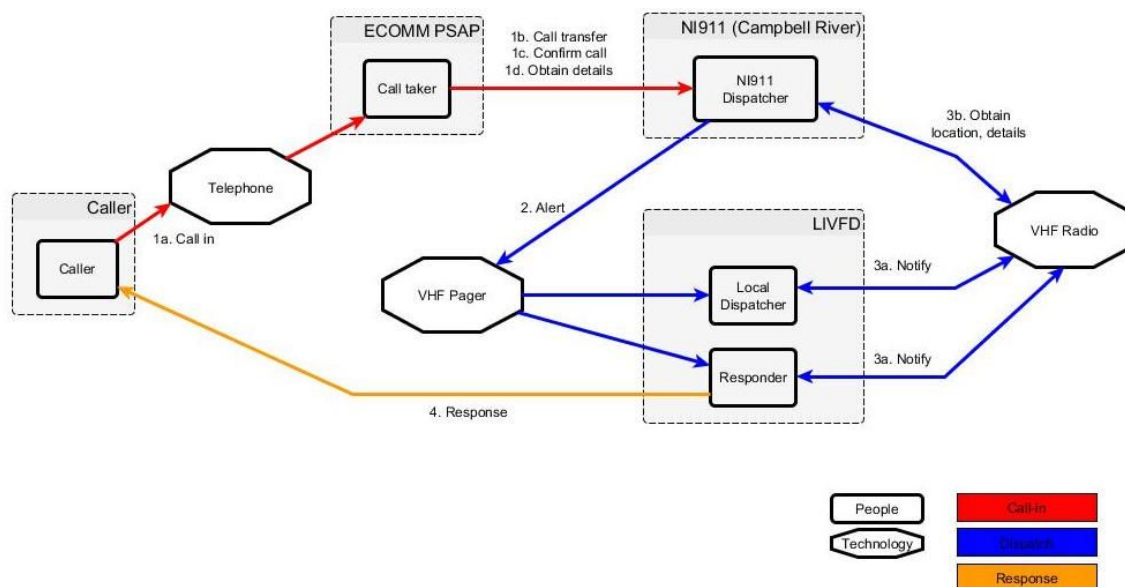 ECOMM PSAP
Call taker
1b. Call transfer
1c. Confirm call
1d. Obtain details
NI911 (Campbell River)
NI911
Dispatcher
3b. Obtain
location, details
Telephone
Caller
Caller
1a. Call in
2. Alert
LIVFD
VHF Radio
VHF Pager
Local
Dispatcher
3a. Notify
Responder
3a. Notify
4. Response
People
Call-in
Technology
Response